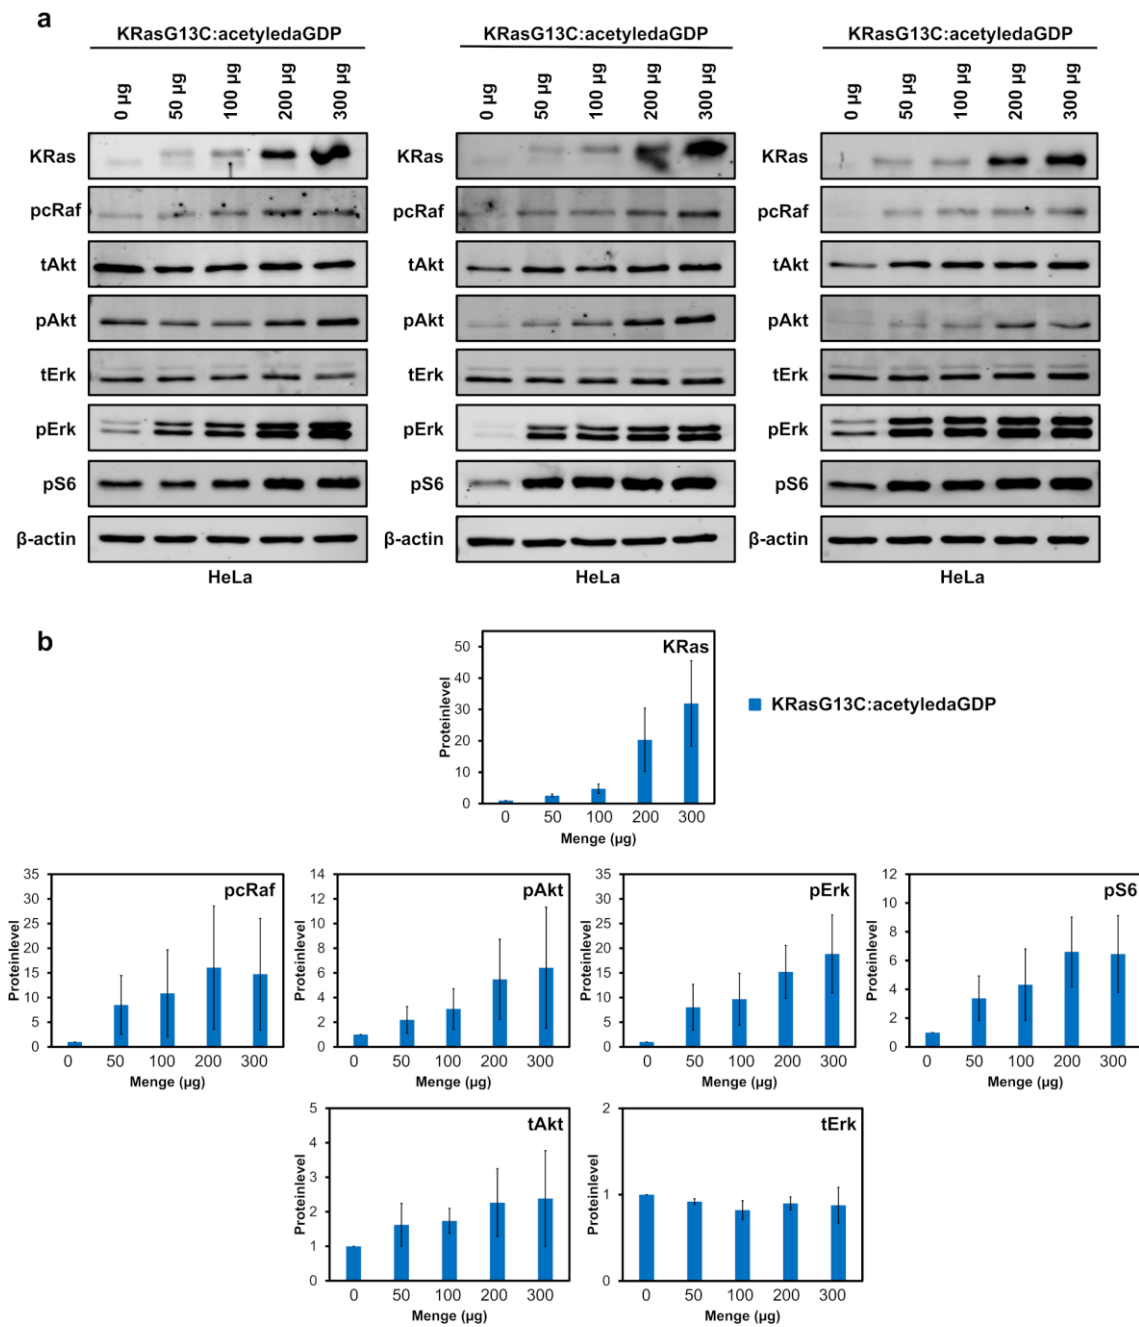 a
KRasG13C:acetyledaGDP KRasG13C:acetyledaGDP KRasG13C:acetyledaGDP
0 µg 50 µg 100 µg 200 µg 300 µg 0 µg 50 µg 100 µg 200 µg 300 µg 0 µg 50 µg 100 µg 200 µg 300 µg
KRas KRas KRas
pcRaf pcRaf pcRaf
tAkt tAkt tAkt
pAkt pAkt pAkt
tErk tErk tErk
pErk pErk pErk
pS6 pS6 pS6
β-actin β-actin β-actin
HeLa HeLa HeLa
b
KRas
Proteinlevel
50
40
30
20
10
0
0 50 100 200 300
Menge (µg)
KRasG13C:acetyledaGDP
pcRaf
Proteinlevel
35
30
25
20
15
10
5
0
0 50 100 200 300
Menge (µg)
pAkt
Proteinlevel
14
12
10
8
6
4
2
0
0 50 100 200 300
Menge (µg)
pErk
Proteinlevel
35
30
25
20
15
10
5
0
0 50 100 200 300
Menge (µg)
pS6
Proteinlevel
12
10
8
6
4
2
0
0 50 100 200 300
Menge (µg)
tAkt
Proteinlevel
5
4
3
2
1
0
0 50 100 200 300
Menge (µg)
tErk
Proteinlevel
2
1
0
0 50 100 200 300
Menge (µg)